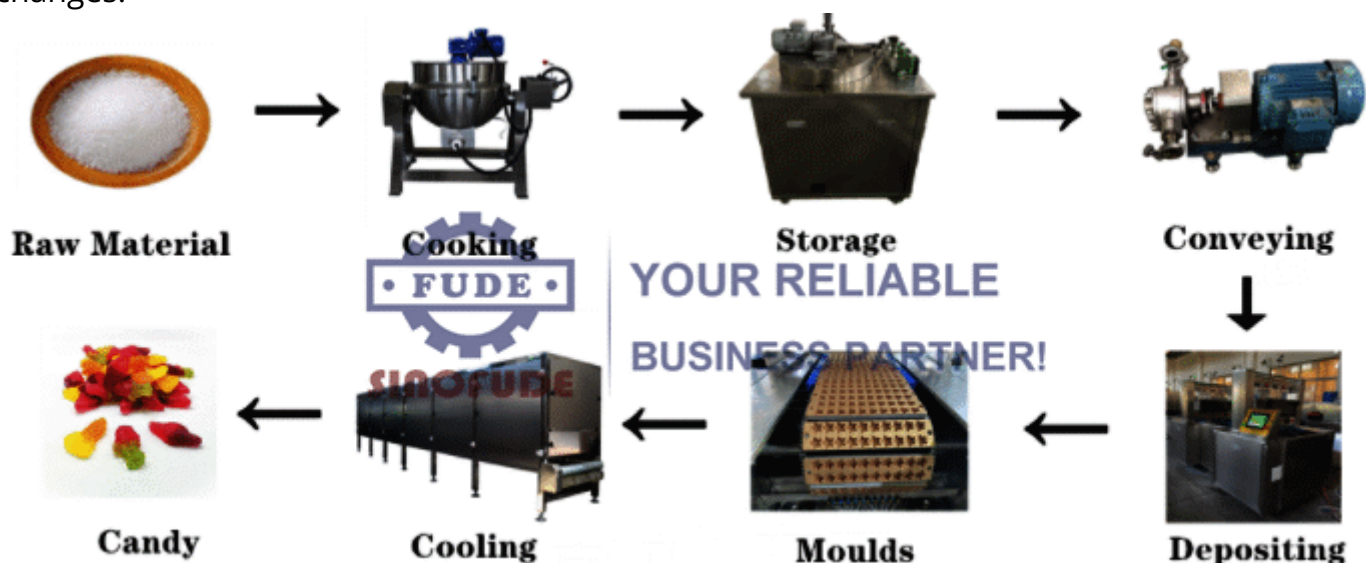 changes.
Raw Material
Cooking
Storage
Conveying
• FUDE •
SINOFUDE
YOUR RELIABLE
BUSINESS PARTNER!
Candy
Cooling
Moulds
Depositing